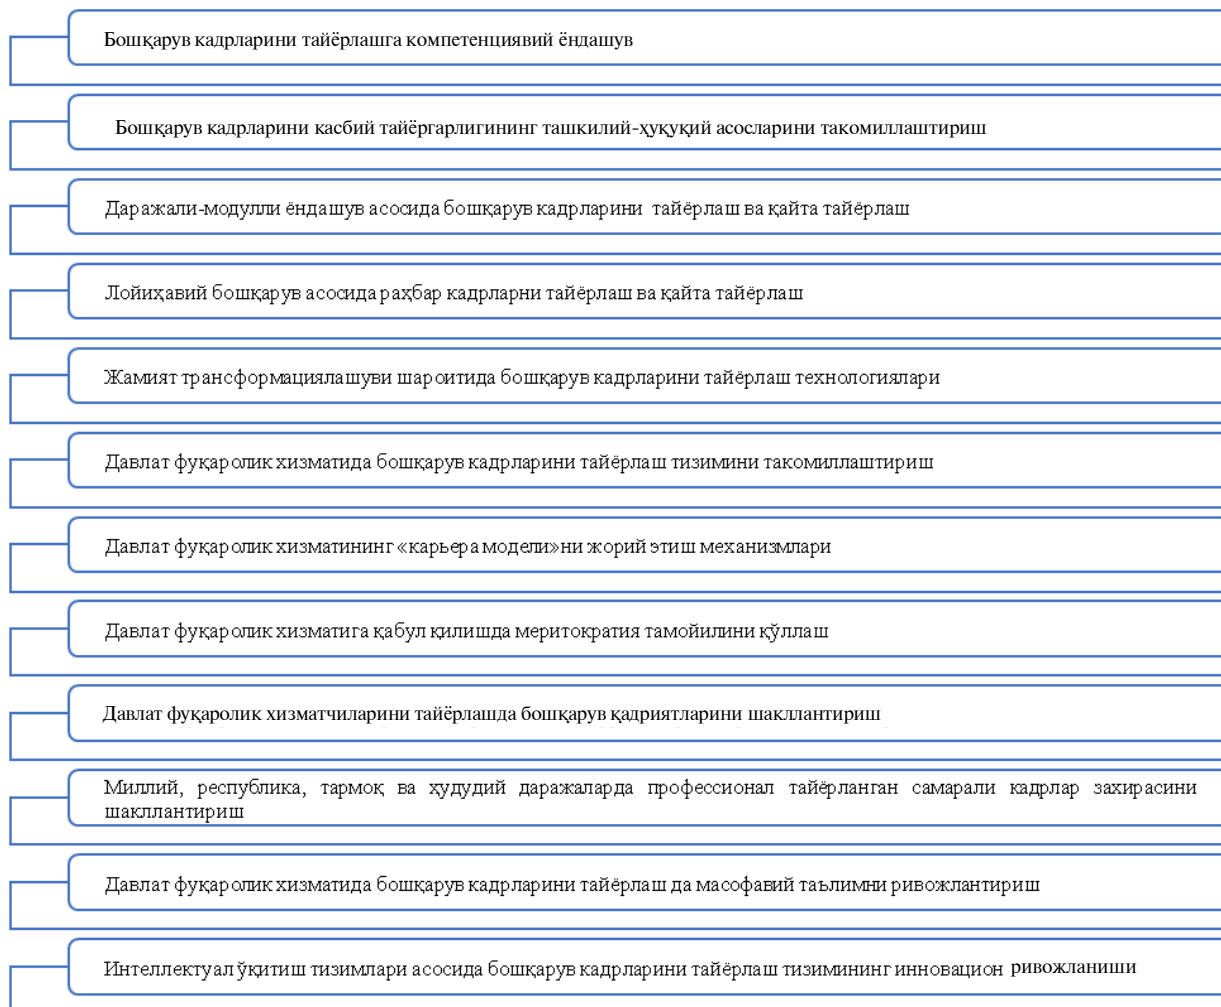 Бошқарув кадрларини тайёрлашга компетенциявий ёндашув
Бошқарув кадрларини касбий тайёргарлигининг ташкилий-ҳуқуқий асосларини такомиллаштириш
Даражали-модулли ёндашув асосида бошқарув кадрларини тайёрлаш ва қайта тайёрлаш
Лойиҳавий бошқарув асосида раҳбар кадрларни тайёрлаш ва қайта тайёрлаш
Жамият трансформациялашуви шароитида бошқарув кадрларини тайёрлаш технологиялари
Давлат фуқаролик хизматида бошқарув кадрларини тайёрлаш тизимини такомиллаштириш
Давлат фуқаролик хизматининг «карьера модели»ни жорий этиш механизмлари
Давлат фуқаролик хизматига қабул қилишда меритократия тамойилини қўллаш
Давлат фуқаролик хизматчиларини тайёрлашда бошқарув қадриятларини шакллантириш
Миллий, республика, тармоқ ва ҳудудий даражаларда профессионал тайёрланган самарали кадрлар захирасини
шакллантириш
Давлат фуқаролик хизматида бошқарув кадрларини тайёрлаш да масофавий таълимни ривожлантириш
Интеллектуал ўқитиш тизимлари асосида бошқарув кадрларини тайёрлаш тизимининг инновацион ривожланиши